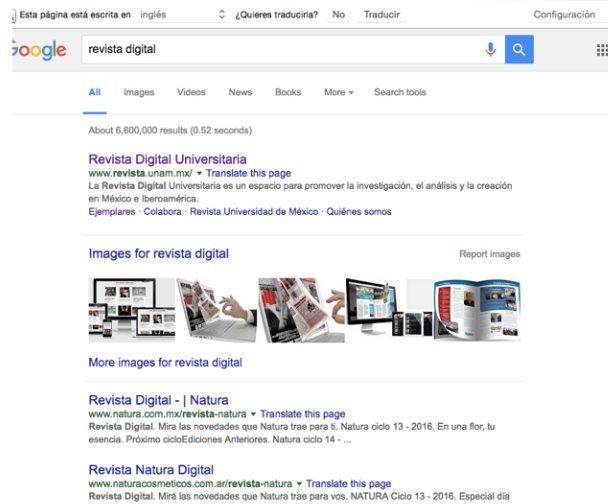 Esta página está escrita en inglés ¿Quieres traducirla? No Traducir Configuración
Google revista digital
All Images Videos News Books More Search tools
About 6,600,000 results (0.52 seconds)
Revista Digital Universitaria
www.revista.unam.mx/ Translate this page
La Revista Digital Universitaria es un espacio para promover la investigación, el análisis y la creación
en México e Iberoamérica.
Ejemplares · Colabora · Revista Universidad de México · Quiénes somos
Images for revista digital Report images
More images for revista digital
Revista Digital - | Natura
www.natura.com.mx/revista-natura Translate this page
Revista Digital. Mira las novedades que Natura trae para ti. Natura ciclo 13 - 2016. En una flor, tu
esencia. Próximo cicloEdiciones Anteriores. Natura ciclo 14 - ...
Revista Natura Digital
www.naturacosmeticos.com.ar/revista-natura Translate this page
Revista Digital. Mirá las novedades que Natura trae para vos. NATURA Ciclo 13 - 2016. Especial día